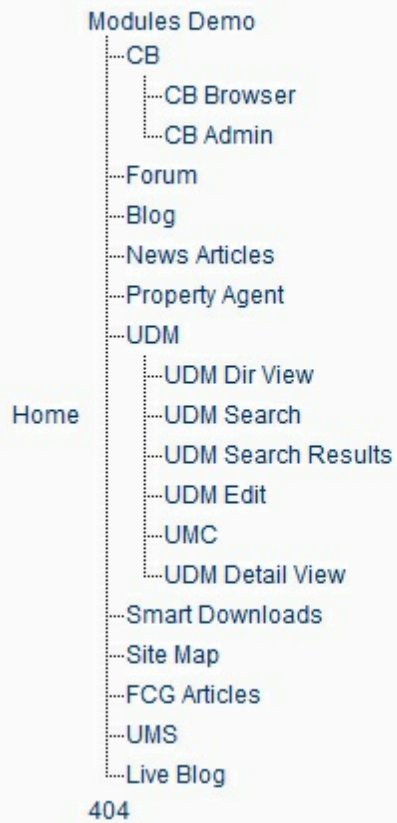 Modules Demo
CB
CB Browser
CB Admin
Forum
Blog
News Articles
Property Agent
UDM
UDM Dir View
Home
UDM Search
UDM Search Results
UDM Edit
UMC
UDM Detail View
Smart Downloads
Site Map
FCG Articles
UMS
Live Blog
404